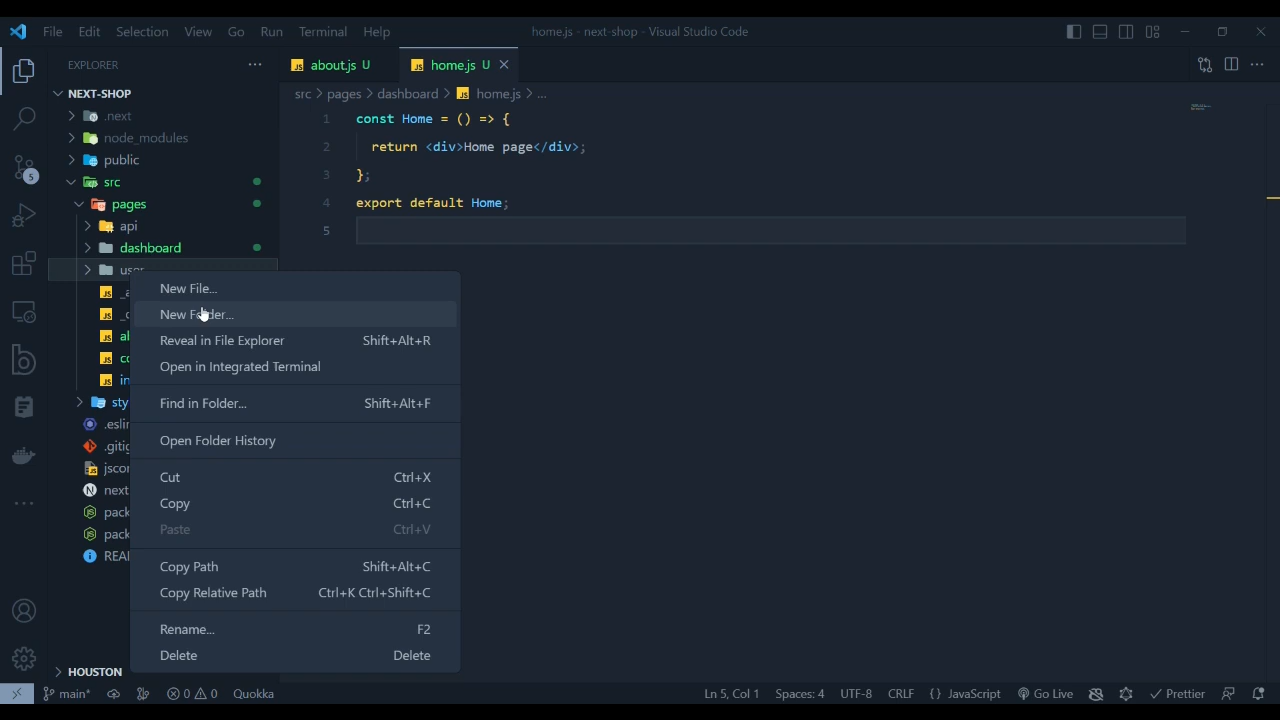 File Edit Selection View Go Run Terminal Help home.js - next-shop - Visual Studio Code
EXPLORER
about.js U
home.js U
NEXT-SHOP
src > pages > dashboard > home.js > ...
.next
node_modules
public
src
pages
api
dashboard
1 const Home = () => {
2 return <div>Home page</div>;
3 };
4 export default Home;
5
New File...
New Folder...
Reveal in File Explorer Shift+Alt+R
Open in Integrated Terminal
Find in Folder... Shift+Alt+F
Open Folder History
Cut Ctrl+X
Copy Ctrl+C
Paste Ctrl+V
Copy Path Shift+Alt+C
Copy Relative Path Ctrl+K Ctrl+Shift+C
Rename... F2
Delete Delete
5
HOUSTON
main* 0 0 Quokka Ln 5, Col 1 Spaces: 4 UTF-8 CRLF {} JavaScript Go Live Prettier